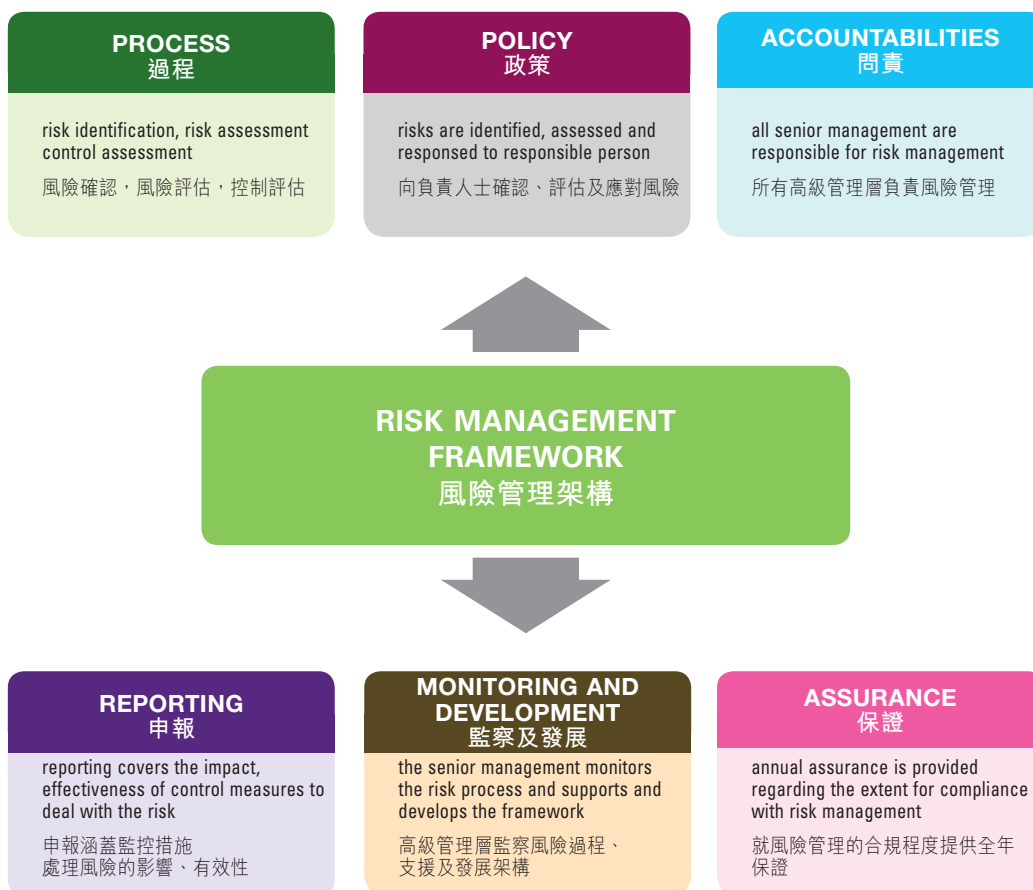 PROCESS
過程
risk identification, risk assessment
control assessment
風險確認，風險評估，控制評估
POLICY
政策
risks are identified, assessed and
responsed to responsible person
向負責人士確認、評估及應對風險
ACCOUNTABILITIES
問責
all senior management are
responsible for risk management
所有高級管理層負責風險管理
RISK MANAGEMENT
FRAMEWORK
風險管理架構
REPORTING
申報
reporting covers the impact,
effectiveness of control measures to
deal with the risk
申報涵蓋監控措施
處理風險的影響、有效性
MONITORING AND
DEVELOPMENT
監察及發展
the senior management monitors
the risk process and supports and
develops the framework
高級管理層監察風險過程、
支援及發展架構
ASSURANCE
保證
annual assurance is provided
regarding the extent for compliance
with risk management
就風險管理的合規程度提供全年
保證